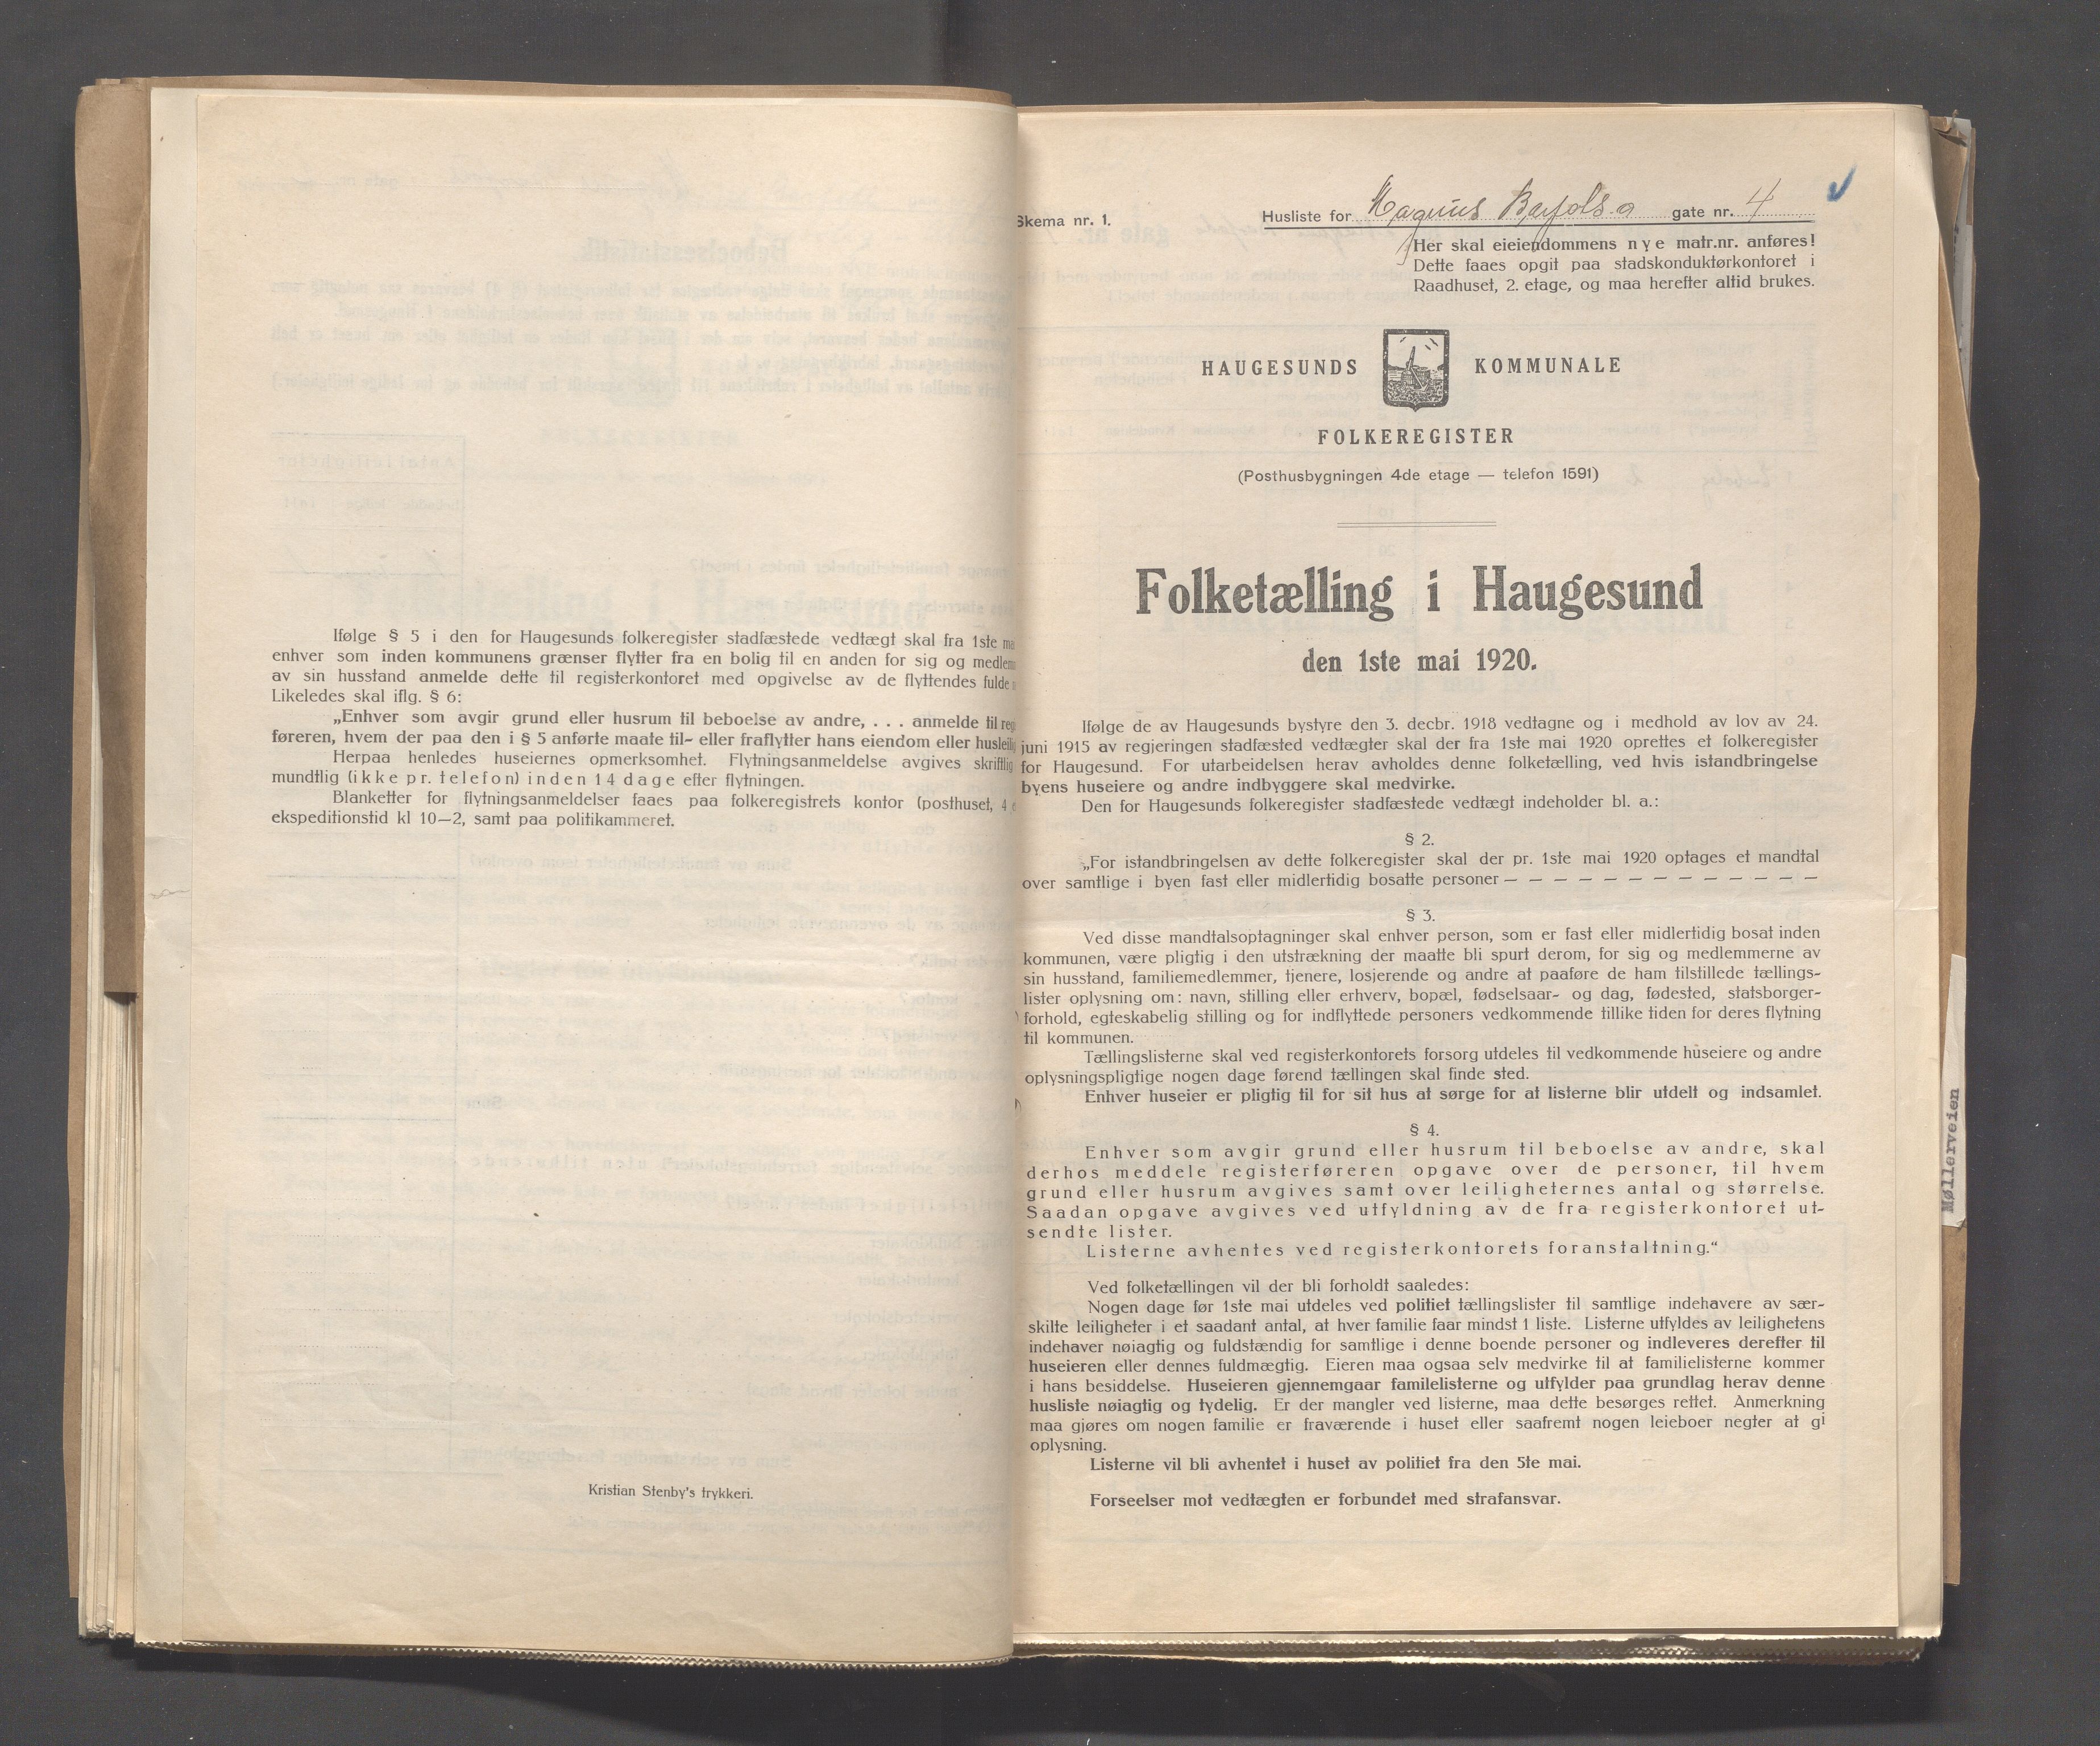 Ifølge § 5 i den for Haugesunds folkeregister stadfæstede vedtægt skal fra 1ste
enhver som inden kommunens grænser flytter fra en bolig til en anden for sig og
av sin husstand anmelde dette til registerkontoret med opgivelse av de flyttendes fulde
Likeledes skal iflg. § 6:
„Enhver som avgir grund eller husrum til beboelse av andre, . . . anmelde til
føreren, hvem der paa den i § 5 anførte maate til- eller fraflytter hans eiendom eller
Herpaa henledes huseiernes opmerksomhet. Flytningsanmeldelse avgives
mundtlig (ikke pr. telefon) inden 14 dage efter flytningen.
Blanketter for flytningsanmeldelser faaes paa folkeregistrets kontor (posthuset, 4
ekspeditionstid kl 10—2, samt paa politikammeret.
Kristian Stenby's trykkeri.
Skema nr. 1.
Husliste for Magnus Barfots g gate nr. 4
Her skal eieiendommens nye matr.nr. anføres!
Dette faaes opgit paa stadskonduktørkontoret i
Raadhuset, 2. etage, og maa herefter altid brukes.
HAUGESUNDS KOMMUNALE
FOLKEREGISTER
(Posthusbygningen 4de etage — telefon 1591)
Folketælling i Haugesund
den 1ste mai 1920.
Ifølge de av Haugesunds bystyre den 3. decbr. 1918 vedtagne og i medhold av lov av 24.
juni 1915 av regjeringen stadfæsted vedtægter skal der fra 1ste mai 1920 oprettes et folkeregister
for Haugesund. For utarbeidelsen herav avholdes denne folketælling, ved hvis istandbringelse
byens huseiere og andre indbyggere skal medvirke.
Den for Haugesunds folkeregister stadfæstede vedtægt indeholder bl. a.:
§ 2.
„For istandbringelsen av dette folkeregister skal der pr. 1ste mai 1920 optages et mandtal
over samtlige i byen fast eller midlertidig bosatte personer — — — — — — — — — — — — —
§ 3.
Ved disse mandtalsoptagninger skal enhver person, som er fast eller midlertidig bosat inden
kommunen, være pligtig i den utstrækning der maatte bli spurt derom, for sig og medlemmerne av
sin husstand, familiemedlemmer, tjenere, losjerende og andre at paaføre de ham tilstillede tællings-
lister oplysning om: navn, stilling eller erhverv, bopæl, fødselsaar- og dag, fødested, statsborger-
forhold, egteskabelig stilling og for indflyttede personers vedkommende tillike tiden for deres flytning
til kommunen.
Tællingslisterne skal ved registerkontorets forsorg utdeles til vedkommende huseiere og andre
oplysningspligtige nogen dage førend tællingen skal finde sted.
Enhver huseier er pligtig til for sit hus at sørge for at listerne blir utdelt og indsamlet.
§ 4.
Enhver som avgir grund eller husrum til beboelse av andre, skal
derhos meddele registerføreren opgave over de personer, til hvem
grund eller husrum avgives samt over leiligheternes antal og størrelse.
Saadan opgave avgives ved utfyldning av de fra registerkontoret ut-
sendte lister.
Listerne avhentes ved registerkontorets foranstaltning.“
Ved folketællingen vil der bli forholdt saaledes:
Nogen dage før 1ste mai utdeles ved politiet tællingslister til samtlige indehavere av sær-
skilte leiligheter i et saadant antal, at hver familie faar mindst 1 liste. Listerne utfyldes av leilighetens
indehaver nøiagtig og fuldstændig for samtlige i denne boende personer og indleveres derefter til
huseieren eller dennes fuldmægtig. Eieren maa ogsaa selv medvirke til at familielisterne kommer
i hans besiddelse. Huseieren gjennemgaar familelisterne og utfylder paa grundlag herav denne
husliste nøiagtig og tydelig. Er der mangler ved listerne, maa dette besørges rettet. Anmerkning
maa gjøres om nogen familie er fraværende i huset eller saafremt nogen leieboer negter at gi
oplysning.
Listerne vil bli avhentet i huset av politiet fra den 5te mai.
Forseelser mot vedtægten er forbundet med strafansvar.
Møllerveien